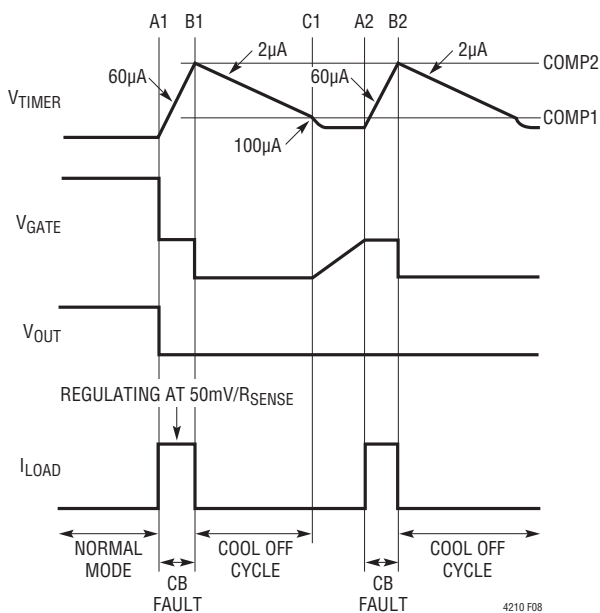 A1 B1 C1 A2 B2
2µA 2µA
COMP2
60µA 60µA
VTIMER
COMP1
100µA
VGATE
VOUT
REGULATING AT 50mV/RSENSE
ILOAD
NORMAL MODE
CB FAULT
COOL OFF CYCLE
CB FAULT
COOL OFF CYCLE
4210 F08